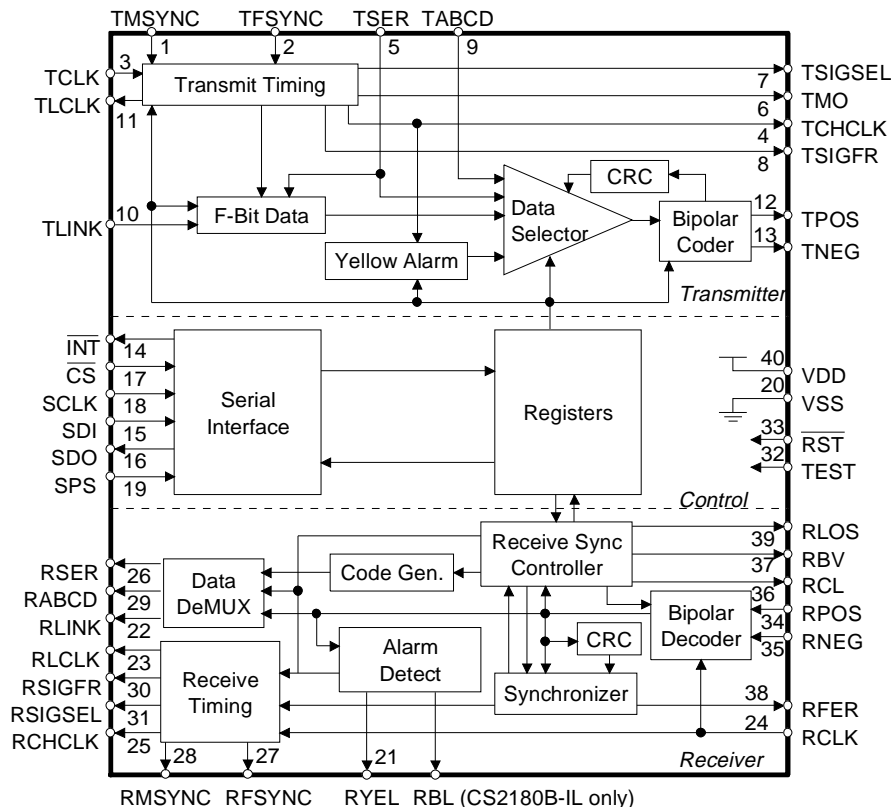 TMSYNC TFSYNC TSER TABCD
1 2 5 9
TCLK 3 Transmit Timing 7 TSIGSEL
TLCLK 11 6 TMO
4 TCHCLK
8 TSIGFR
CRC
TLINK 10 F-Bit Data Data Selector Bipolar Coder 12 TPOS
13 TNEG
Yellow Alarm
Transmitter
INT 14
CS 17
SCLK 18
SDI 15
SDO 16
SPS 19
Serial
Interface
Registers
40 VDD
20 VSS
33 RST
32 TEST
Control
Receive Sync
Controller
39 RLOS
37 RBV
36 RCL
34 RPOS
35 RNEG
RSER 26
RABCD 29
RLINK 22
Data
DeMUX
Code Gen.
Bipolar
Decoder
CRC
RLCLK 23
RSIGFR 30
RSIGSEL 31
RCHCLK 25
Receive
Timing
Alarm
Detect
Synchronizer
38 RFER
24 RCLK
Receiver
28 27 21
RMSYNC RFSYNC RYEL RBL (CS2180B-IL only)